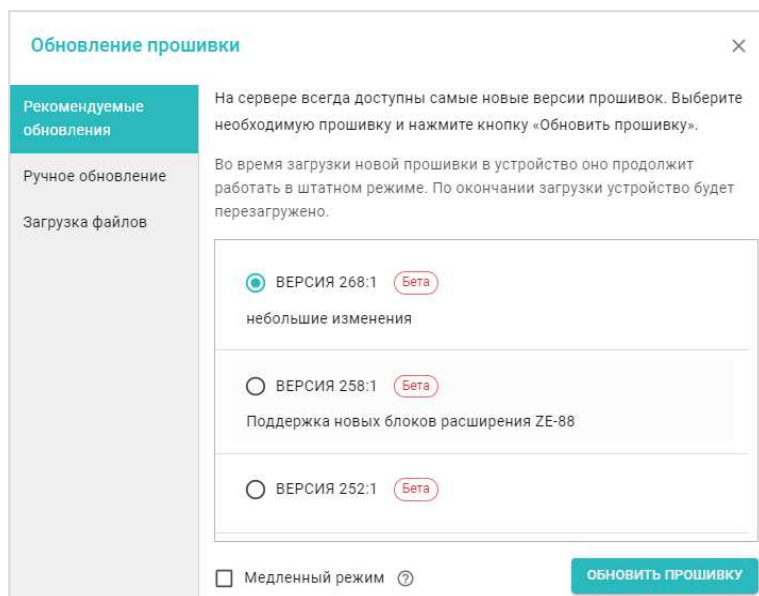 Обновление прошивки
Рекомендуемые
обновления
Ручное обновление
Загрузка файлов
На сервере всегда доступны самые новые версии прошивок. Выберите
необходимую прошивку и нажмите кнопку «Обновить прошивку».
Во время загрузки новой прошивки в устройство оно продолжит
работать в штатном режиме. По окончании загрузки устройство будет
перезагружено.
ВЕРСИЯ 268:1 Бета
небольшие изменения
ВЕРСИЯ 258:1 Бета
Поддержка новых блоков расширения ZE-88
ВЕРСИЯ 252:1 Бета
Медленный режим ?
ОБНОВИТЬ ПРОШИВКУ